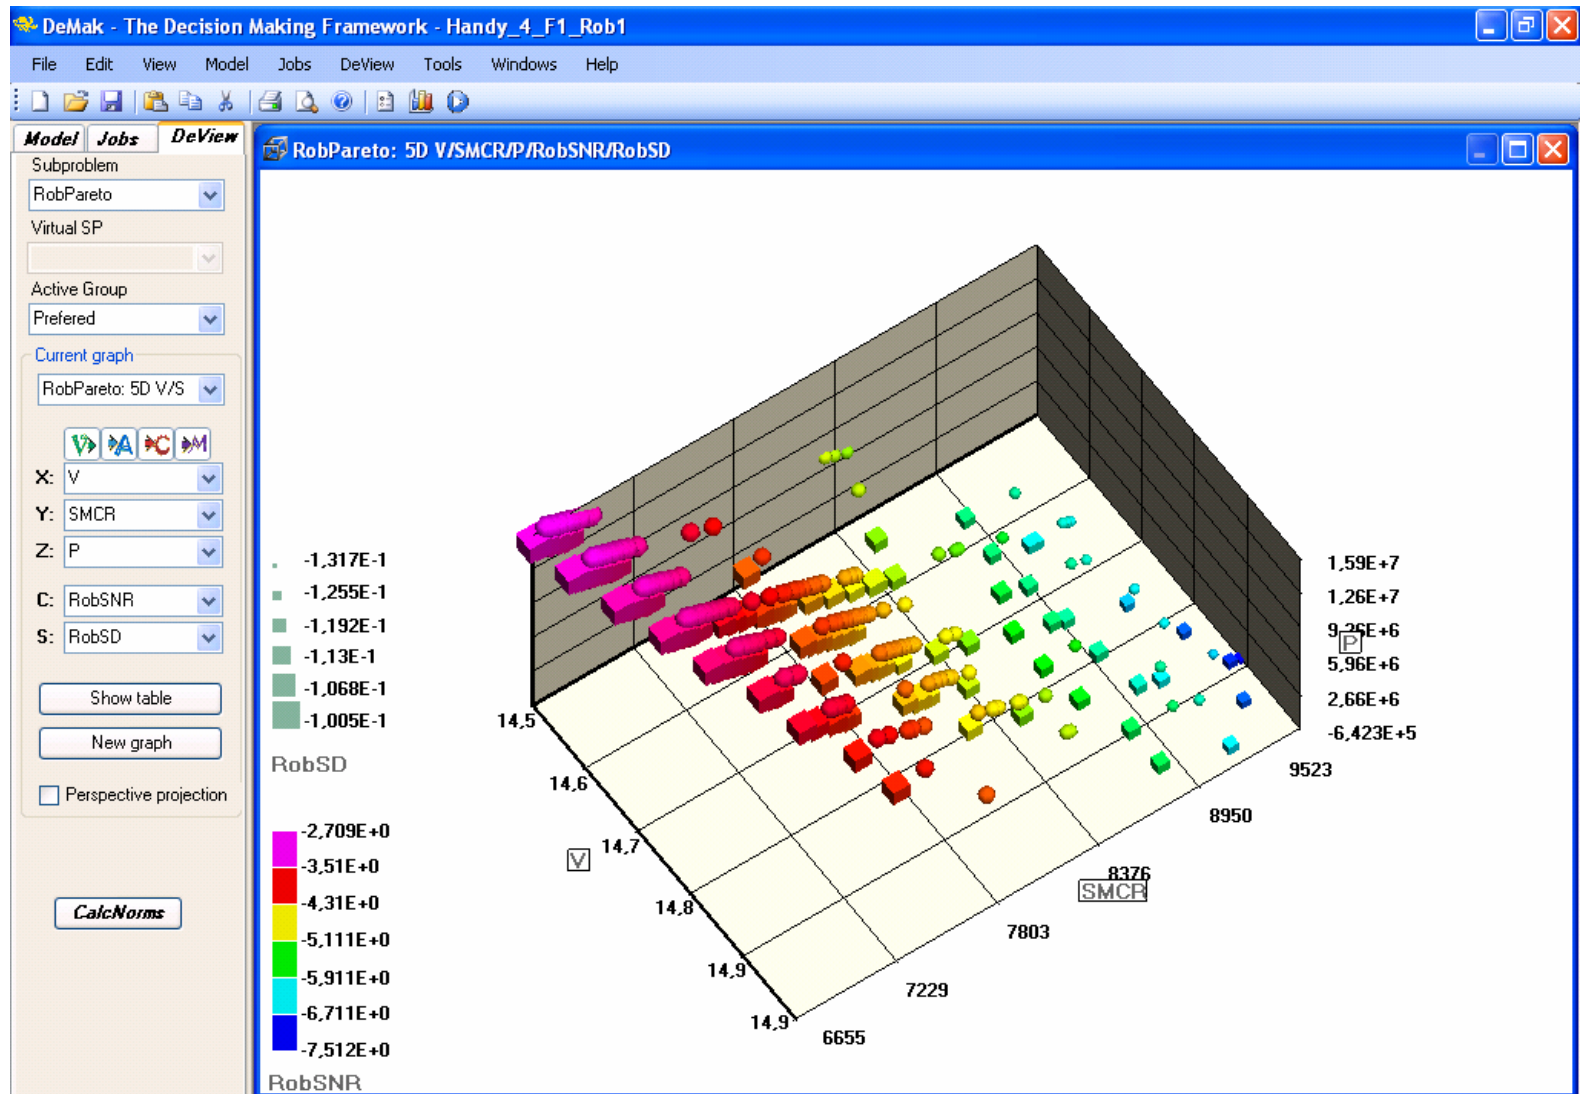 DeMak - The Decision Making Framework - Handy_4_F1_Rob1
File Edit View Model Jobs DeView Tools Windows Help
Model Jobs DeView
Subproblem
RobPareto
Virtual SP
Active Group
Prefered
Current graph
RobPareto: 5D V/S
V A C M
X: V
Y: SMCR
Z: P
C: RobSNR
S: RobSD
Show table
New graph
Perspective projection
CalcNorms
RobPareto: 5D V/SMCR/P/RobSNR/RobSD
-1,317E-1
-1,255E-1
-1,192E-1
-1,13E-1
-1,068E-1
-1,005E-1
RobSD
-2,709E+0
-3,51E+0
-4,31E+0
-5,111E+0
-5,911E+0
-6,711E+0
-7,512E+0
RobSNR
14,5
14,6
14,7
14,8
14,9
14,9
V
6655
7229
7803
8376
SMCR
8950
9523
1,59E+7
1,26E+7
P
5,96E+6
2,66E+6
-6,423E+5